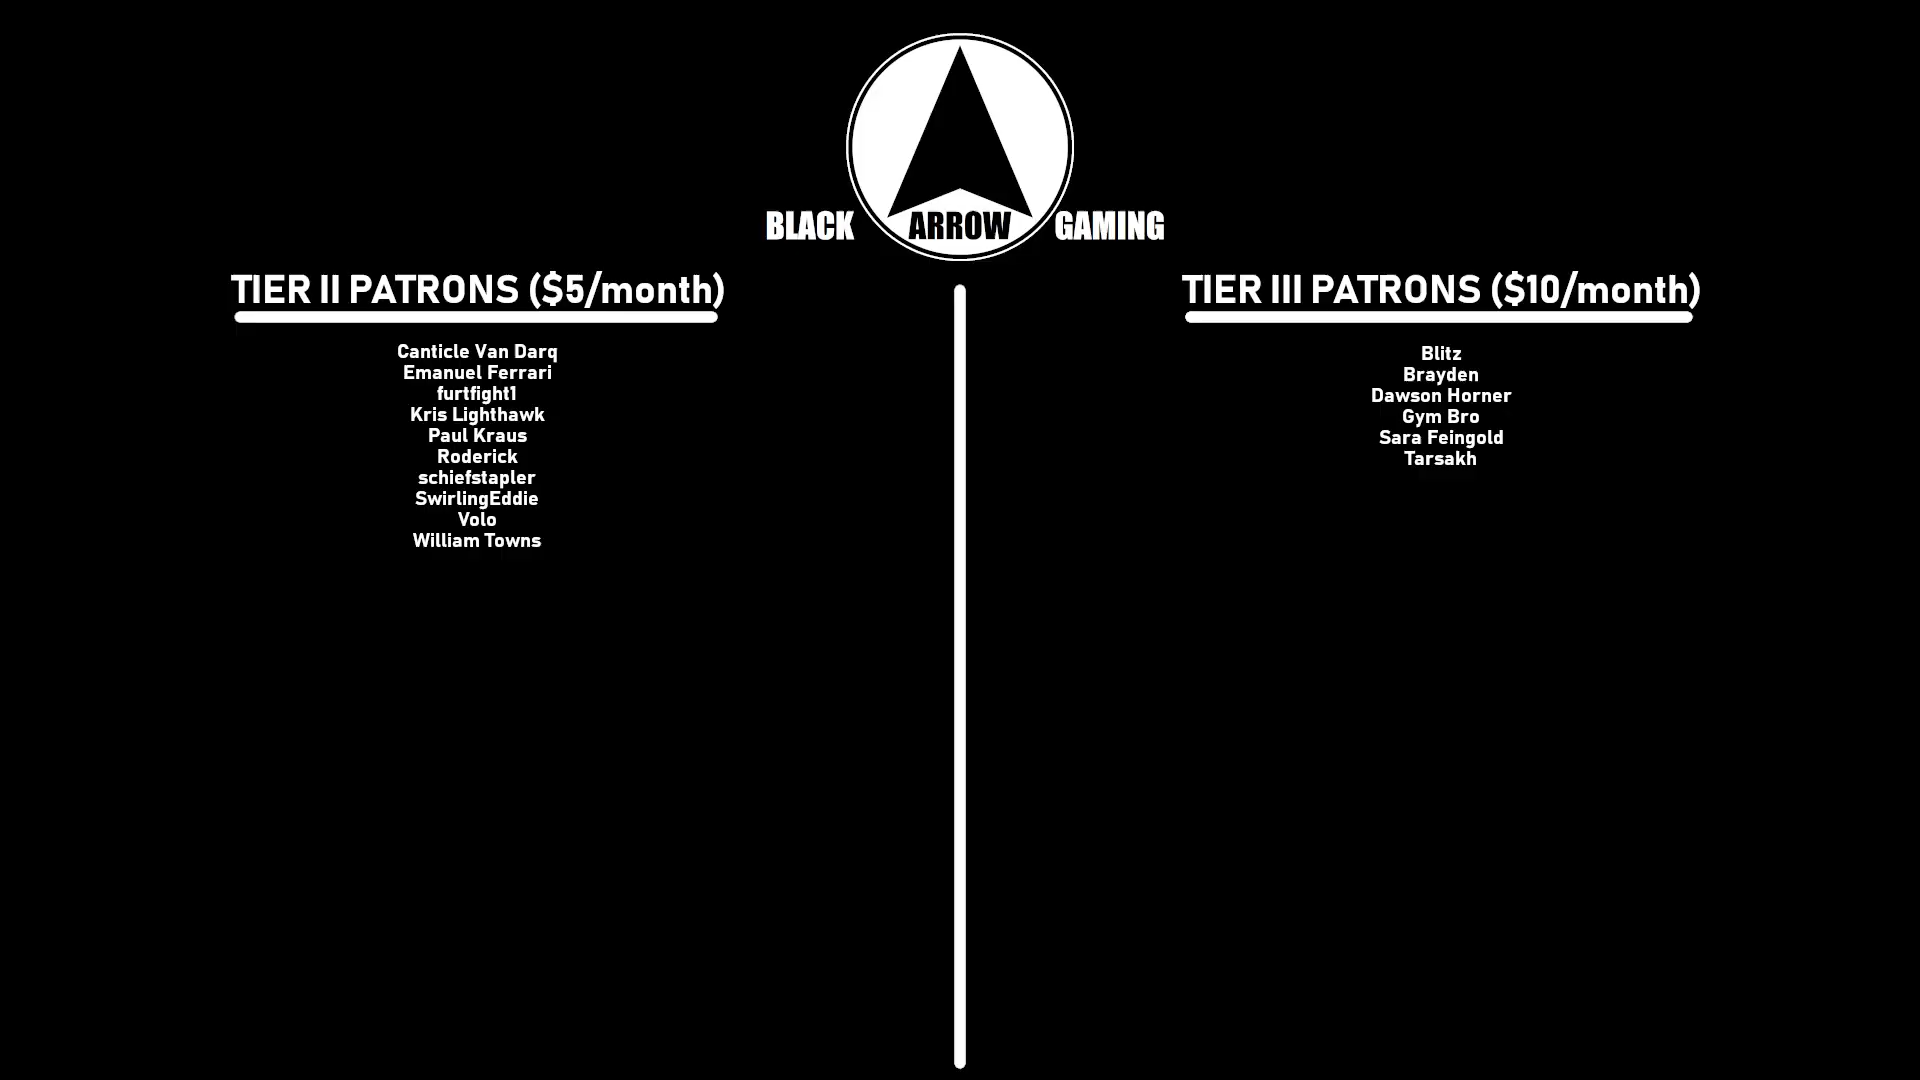 BLACK ARROW GAMING
TIER II PATRONS ($5/month)
Canticle Van Darq
Emanuel Ferrari
furtfight1
Kris Lighthawk
Paul Kraus
Roderick
schiefstapler
SwirlingEddie
Volo
William Towns
TIER III PATRONS ($10/month)
Blitz
Brayden
Dawson Horner
Gym Bro
Sara Feingold
Tarsakh